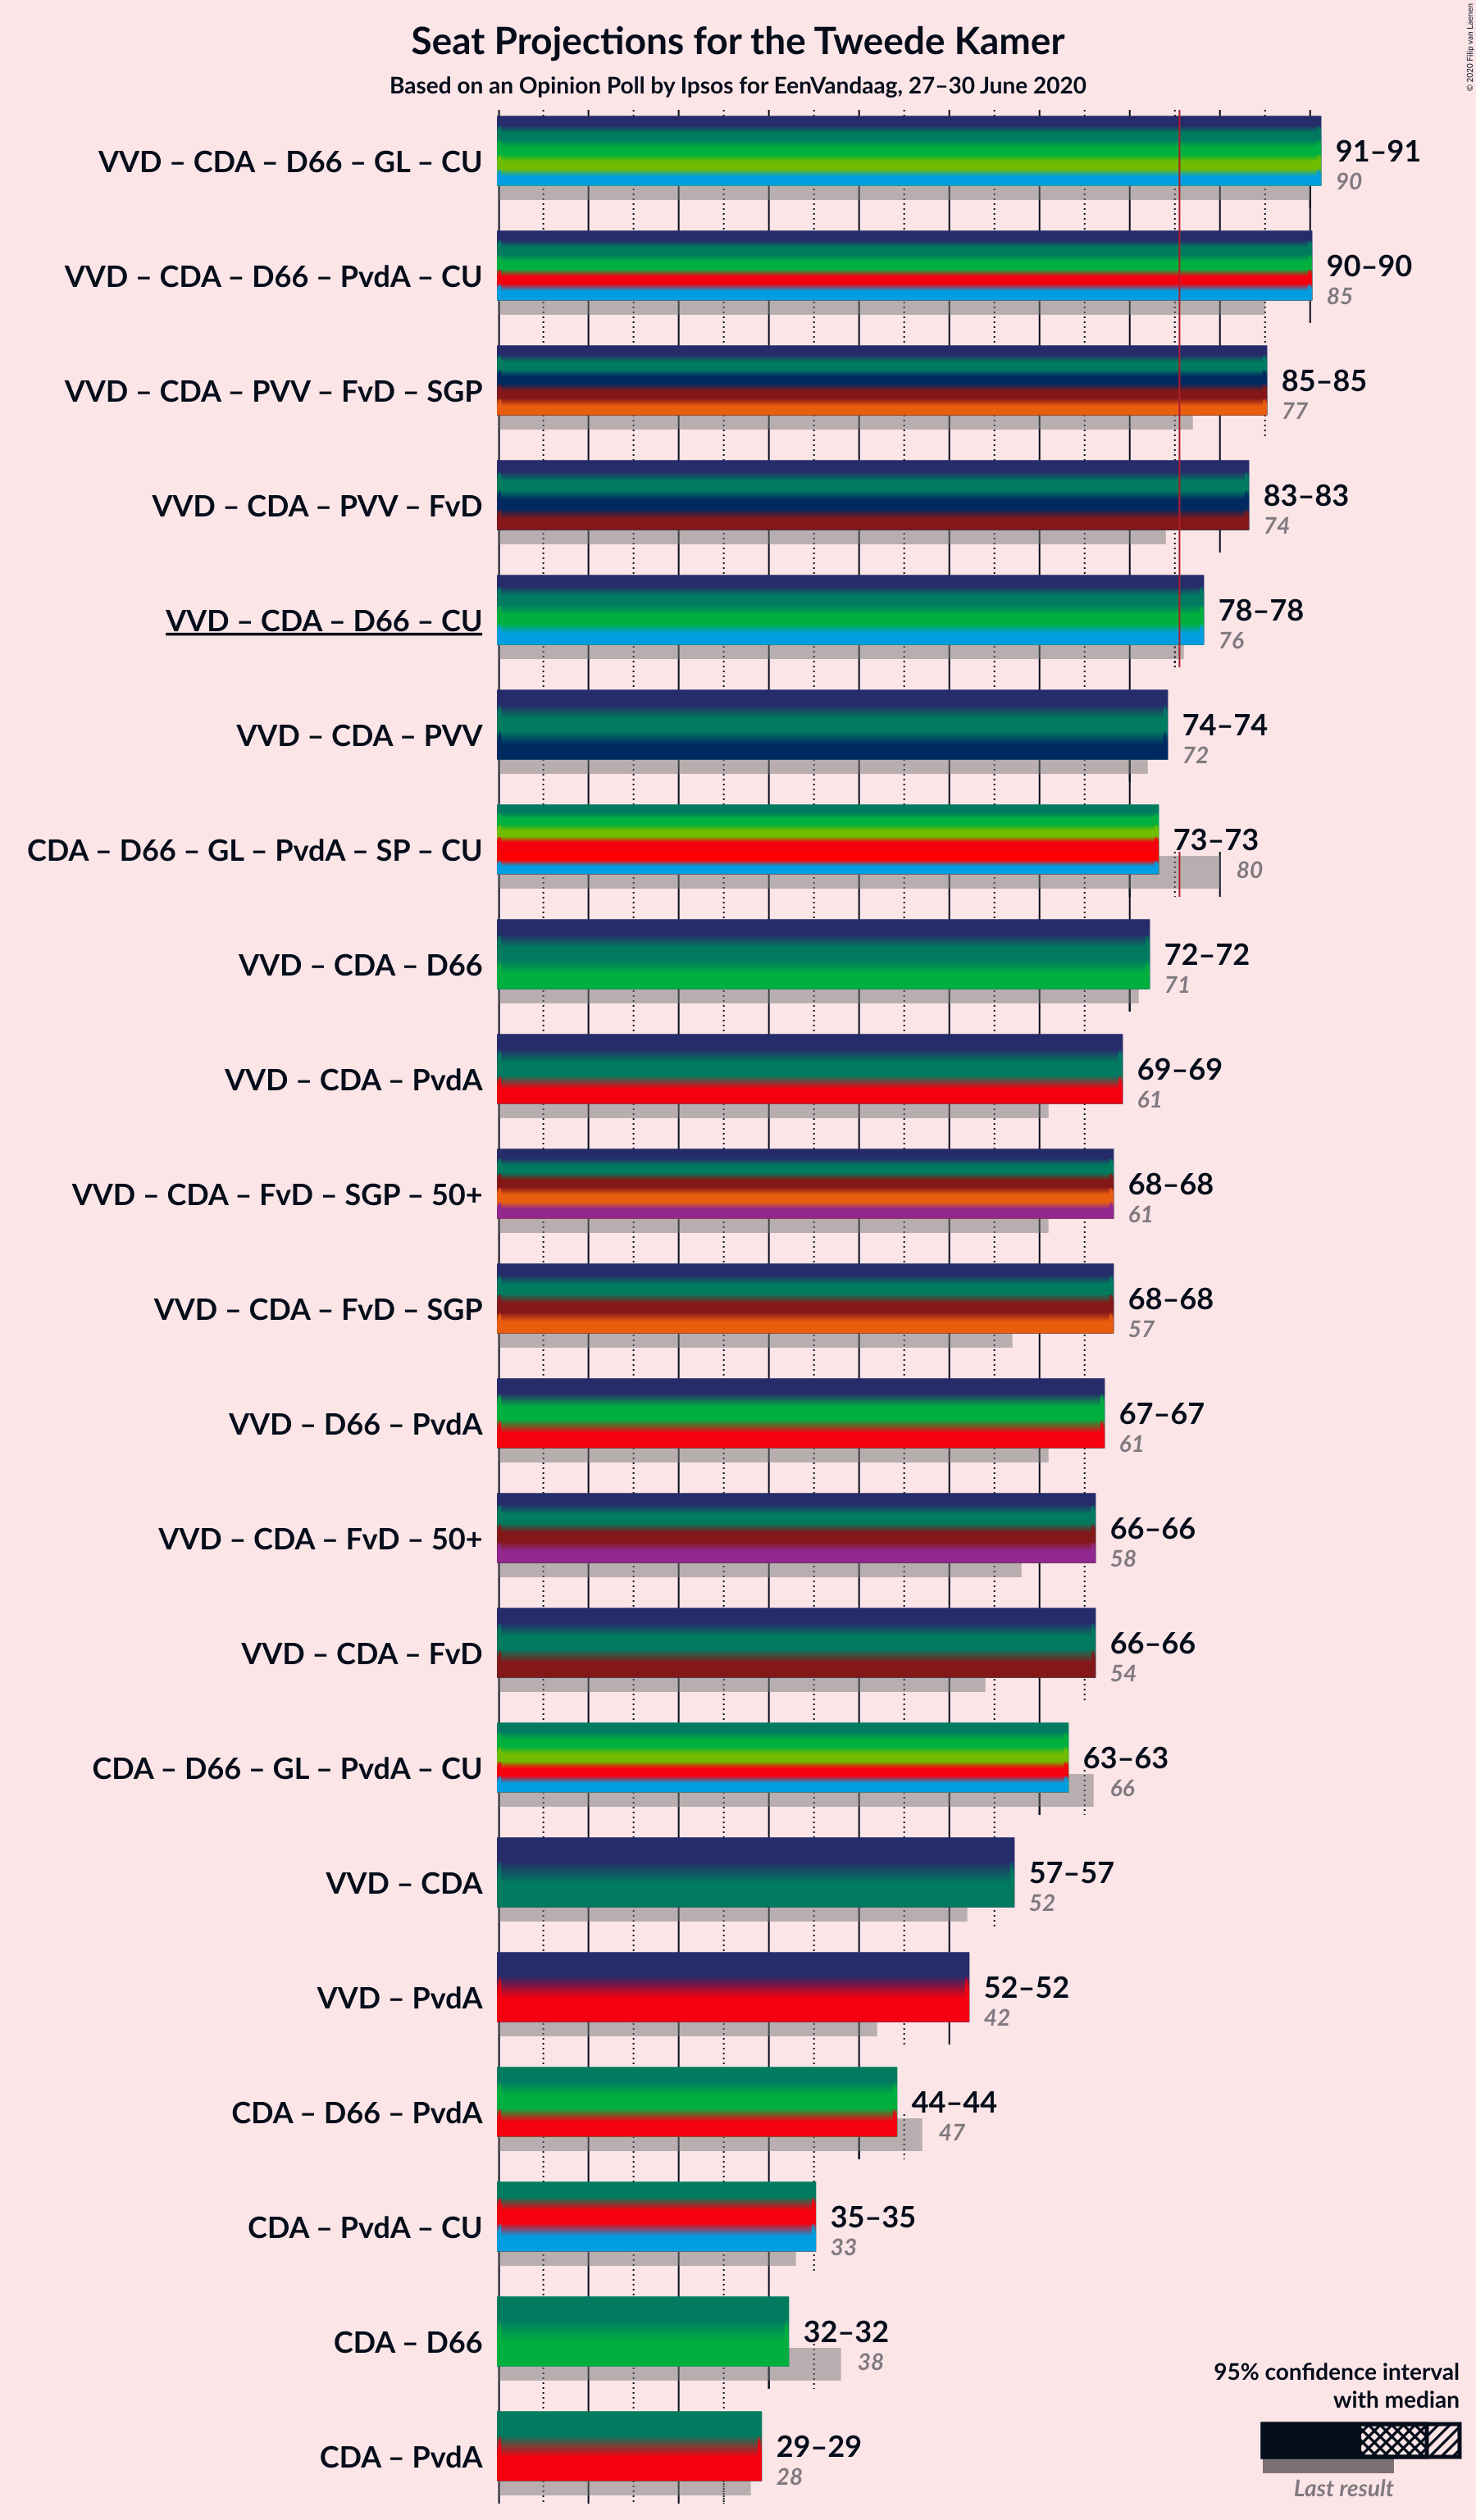 Seat Projections for the Tweede Kamer
Based on an Opinion Poll by Ipsos for EenVandaag, 27–30 June 2020
© 2020 Filip van Laenen
VVD – CDA – D66 – GL – CU
91–91
90
VVD – CDA – D66 – PvdA – CU
90–90
85
VVD – CDA – PVV – FvD – SGP
85–85
77
VVD – CDA – PVV – FvD
83–83
74
VVD – CDA – D66 – CU
78–78
76
VVD – CDA – PVV
74–74
72
CDA – D66 – GL – PvdA – SP – CU
73–73
80
VVD – CDA – D66
72–72
71
VVD – CDA – PvdA
69–69
61
VVD – CDA – FvD – SGP – 50+
68–68
61
VVD – CDA – FvD – SGP
68–68
57
VVD – D66 – PvdA
67–67
61
VVD – CDA – FvD – 50+
66–66
58
VVD – CDA – FvD
66–66
54
CDA – D66 – GL – PvdA – CU
63–63
66
VVD – CDA
57–57
52
VVD – PvdA
52–52
42
CDA – D66 – PvdA
44–44
47
CDA – PvdA – CU
35–35
33
CDA – D66
32–32
38
CDA – PvdA
29–29
28
95% confidence interval
with median
Last result